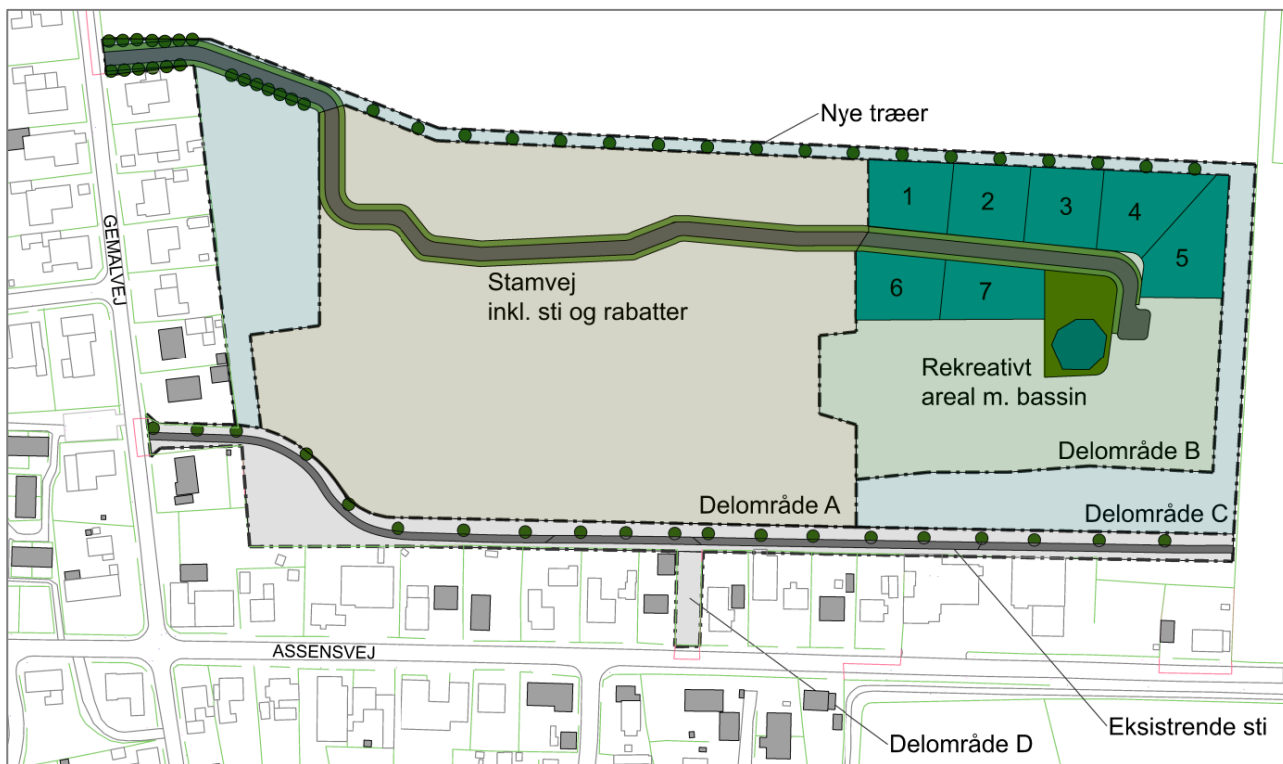 Nye træer
1
2
3
4
5
GEMALVEJ
Stamvej
inkl. sti og rabatter
6
7
Rekreativt
areal m. bassin
Delområde B
Delområde A
Delområde C
ASSENSVEJ
Eksistrende sti
Delområde D